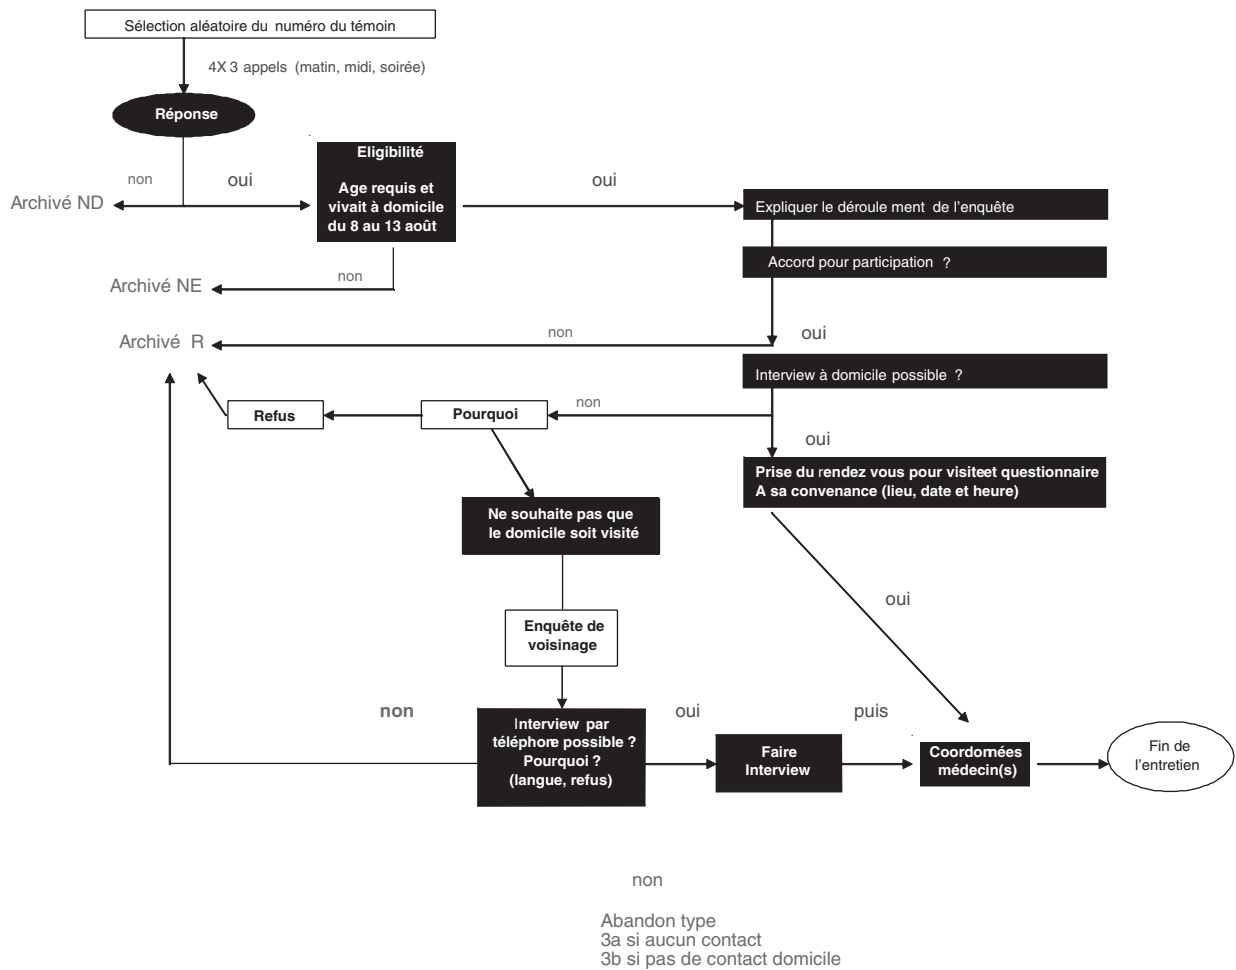 Sélection aléatoire du numéro du témoin
4X 3 appels (matin, midi, soirée)
Réponse
Eligibilité
Age requis et
vivait à domicile
du 8 au 13 août
non
oui
oui
Archivé ND
Expliquer le déroule ment de l'enquête
Accord pour participation ?
non
Archivé NE
non
oui
Archivé R
Interview à domicile possible ?
non
Refus
Pourquoi
oui
Prise du rendez vous pour visiteet questionnaire
A sa convenance (lieu, date et heure)
Ne souhaite pas que
le domicile soit visité
oui
Enquête de
voisinage
non
Interview par
téléphone possible ?
Pourquoi ?
(langue, refus)
oui
Faire
Interview
puis
Coordonnées
médecin(s)
Fin de
l'entretien
non
Abandon type
3a si aucun contact
3b si pas de contact domicile